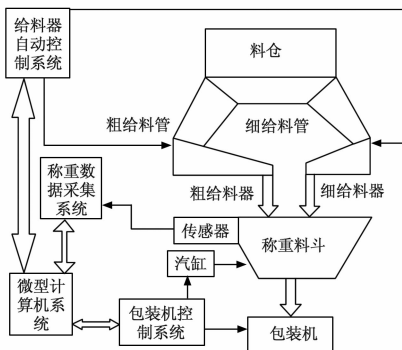 给料器
自动控
制系统
料仓
粗给料管
细给料管
称重数
据采集
系统
粗给料器
细给料器
传感器
称重料斗
汽缸
微型计
算机系
统
包装机控
制系统
包装机